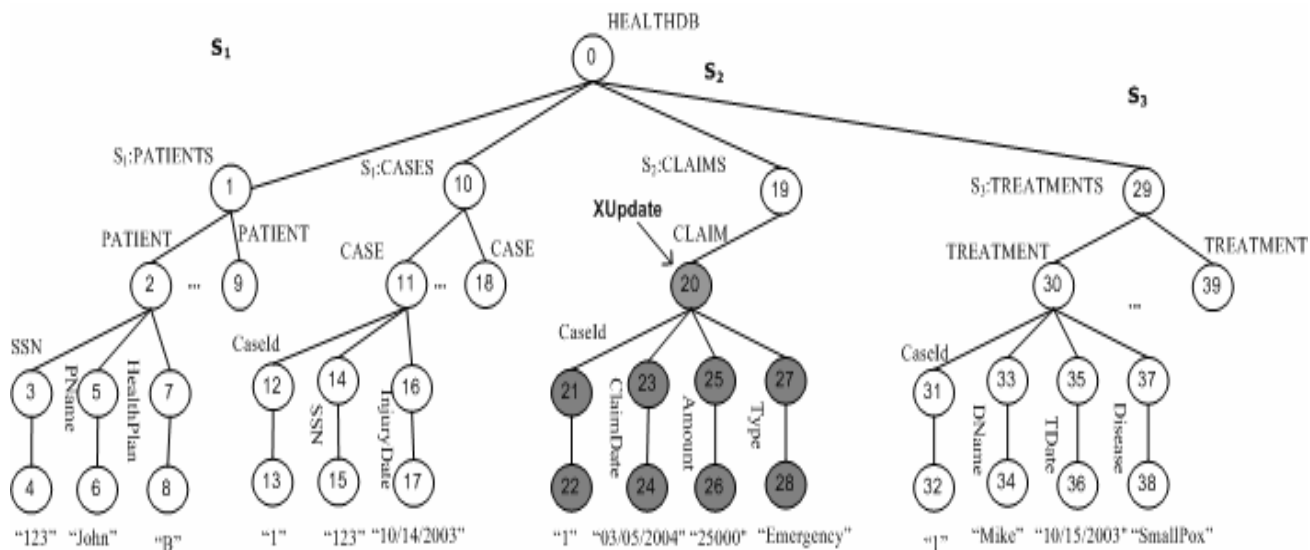 HEALTHDB
S1
0
S2
S3
S1:PATIENTS
1
S1:CASES
10
S2:CLAIMS
19
S3:TREATMENTS
29
XUpdate
PATIENT
PATIENT
CASE
CASE
CLAIM
TREATMENT
TREATMENT
2
...
9
11
...
18
20
30
...
39
SSN
PName
HealthPlan
CaseId
SSN
InjuryDate
CaseId
ClaimDate
Amount
Type
CaseId
DName
TDate
Disease
3
5
7
12
14
16
21
23
25
27
31
33
35
37
4
6
8
13
15
17
22
24
26
28
32
34
36
38
“123”
“John”
“B”
“1”
“123”
“10/14/2003”
“1”
“03/05/2004”
“25000”
“Emergency”
“1”
“Mike”
“10/15/2003”
“SmallPox”